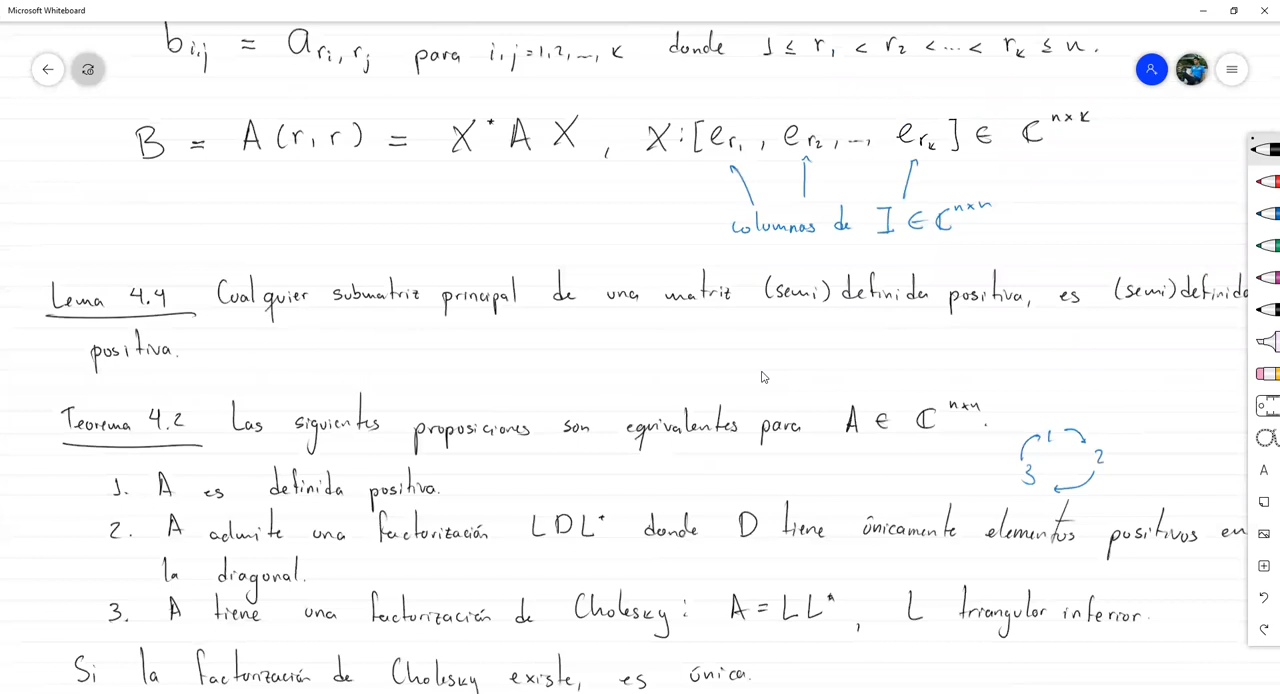 Microsoft Whiteboard
b_{i,j} = a_{r_i, r_j} para i,j=1,2,...,k donde 1 ≤ r_1 < r_2 < ... < r_k ≤ n.
B = A(r,r) = X* A X, X:[e_{r_1}, e_{r_2}, ..., e_{r_k}] ∈ ℂ^{n×k}
columnas de I ∈ ℂ^{n×n}
Lema 4.4 Cualquier submatriz principal de una matriz (semi)definida positiva, es (semi)definida
positiva.
Teorema 4.2 Las siguientes proposiciones son equivalentes para A ∈ ℂ^{n×n}.
1 2 3
1. A es definida positiva.
2. A admite una factorización LDL* donde D tiene únicamente elementos positivos en
la diagonal.
3. A tiene una factorización de Cholesky: A = LL*, L triangular inferior.
Si la factorización de Cholesky existe, es única.
A